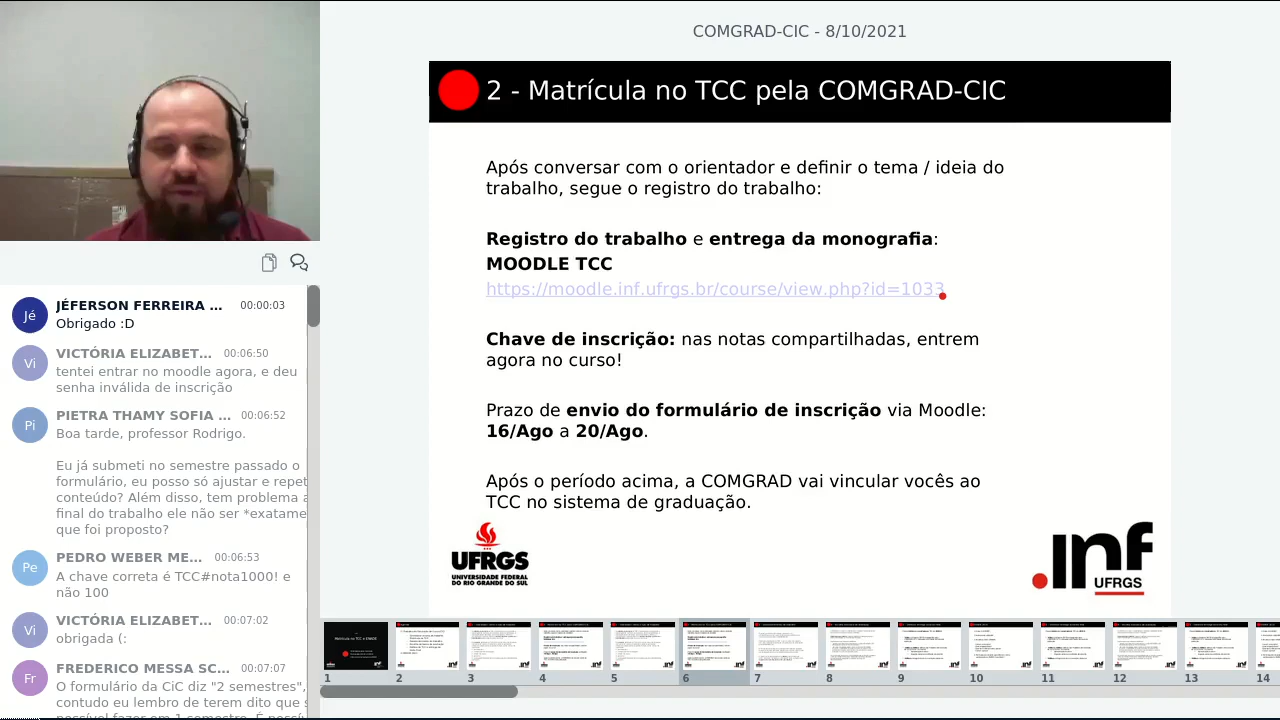 COMGRAD-CIC - 8/10/2021
2 - Matrícula no TCC pela COMGRAD-CIC
Após conversar com o orientador e definir o tema / ideia do
trabalho, segue o registro do trabalho:
Registro do trabalho e entrega da monografia:
MOODLE TCC
https://moodle.inf.ufrgs.br/course/view.php?id=1033
Chave de inscrição: nas notas compartilhadas, entrem
agora no curso!
Prazo de envio do formulário de inscrição via Moodle:
16/Ago a 20/Ago.
Após o período acima, a COMGRAD vai vincular vocês ao
TCC no sistema de graduação.
UFRGS
UNIVERSIDADE FEDERAL
DO RIO GRANDE DO SUL
.inf
UFRGS
Jé
JÉFERSON FERREIRA ... 00:00:03
Obrigado :D
Vi
VICTÓRIA ELIZABET... 00:06:50
tentei entrar no moodle agora, e deu
senha inválida de inscrição
Pi
PIETRA THAMY SOFIA ... 00:06:52
Boa tarde, professor Rodrigo.
Eu já submeti no semestre passado o
formulário, eu posso só ajustar e repet
conteúdo? Além disso, tem problema a
final do trabalho ele não ser *exatame
que foi proposto?
Pe
PEDRO WEBER ME... 00:06:53
A chave correta é TCC#nota1000! e
não 100
Vi
VICTÓRIA ELIZABET...
obrigada (:
Fr
FREDERICO MESSA SC...
O formulário da CiC diz "2 semestres",
contudo eu lembro de terem dito que s
1 2 3 4 5 6 7 8 9 10 11 12 13 14